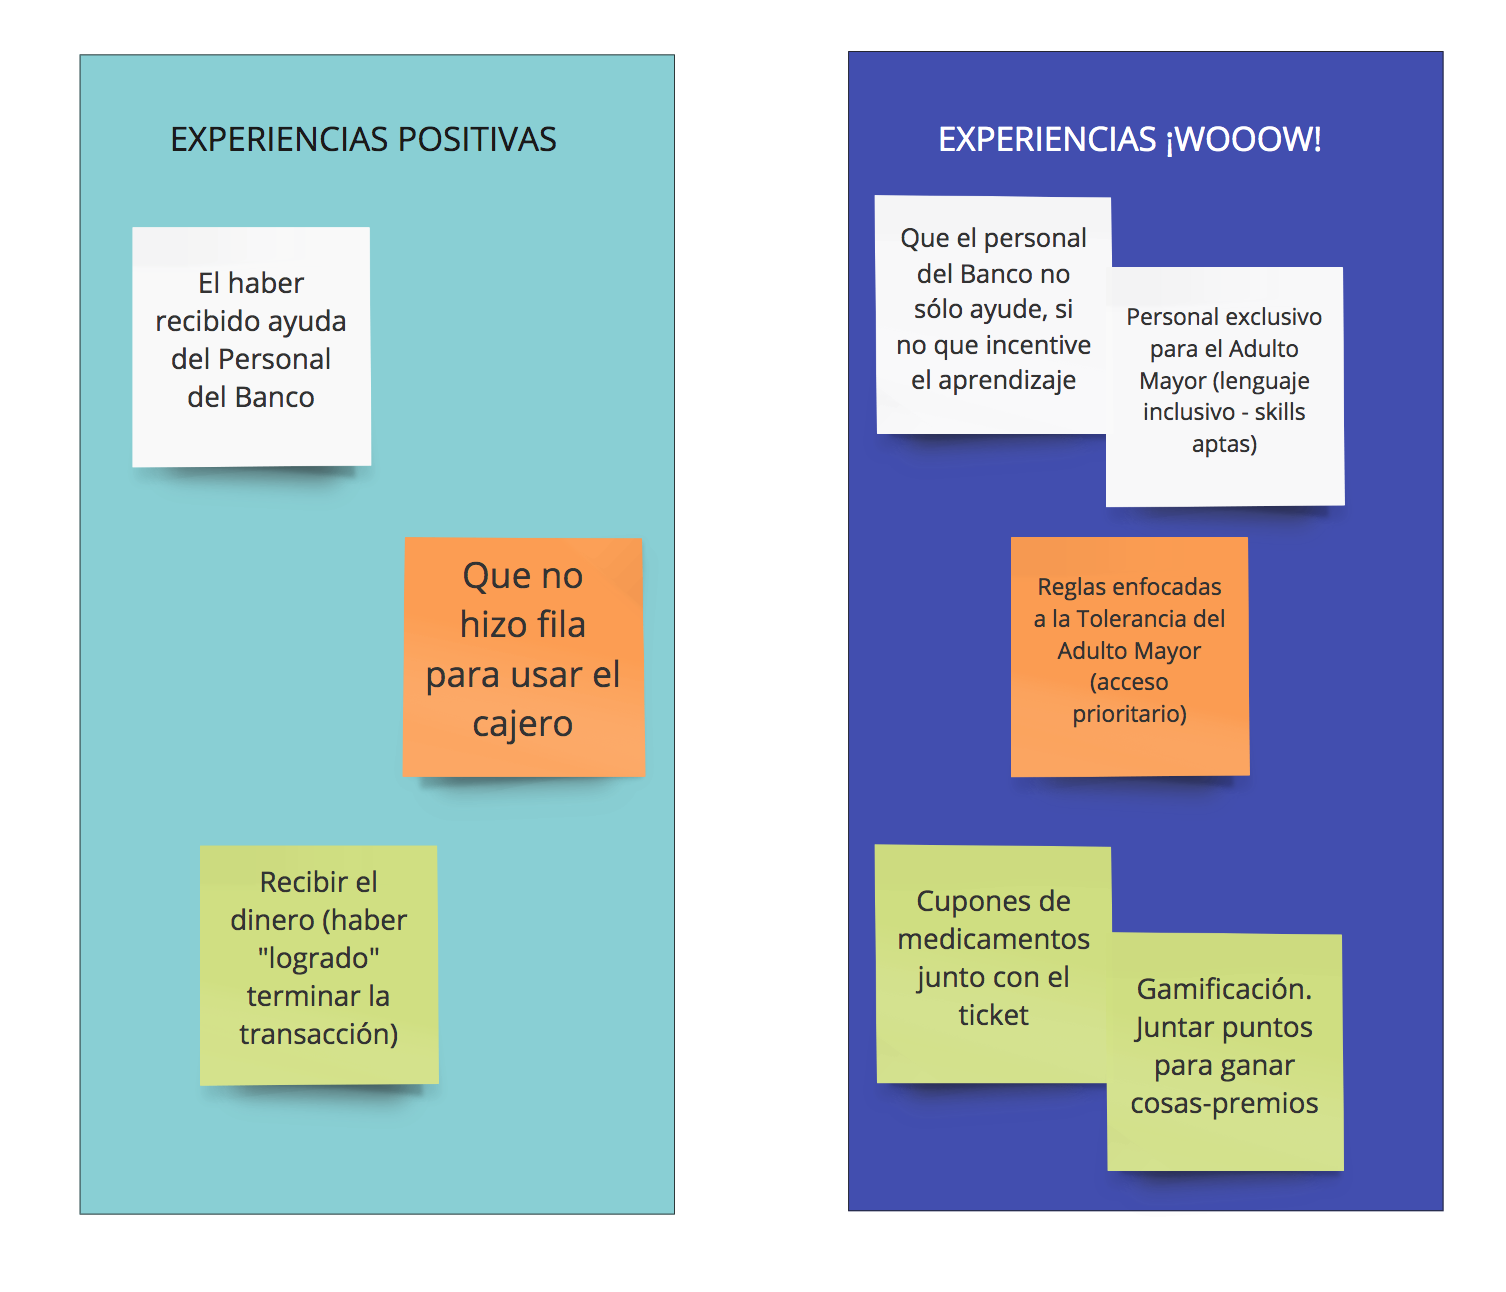 EXPERIENCIAS POSITIVAS
El haber
recibido ayuda
del Personal
del Banco
Que no
hizo fila
para usar el
cajero
Recibir el
dinero (haber
"logrado"
terminar la
transacción)
EXPERIENCIAS ¡WOOOW!
Que el personal
del Banco no
sólo ayude, si
no que incentive
el aprendizaje
Personal exclusivo
para el Adulto
Mayor (lenguaje
inclusivo - skills
aptas)
Reglas enfocadas
a la Tolerancia del
Adulto Mayor
(acceso
prioritario)
Cupones de
medicamentos
junto con el
ticket
Gamificación.
Juntar puntos
para ganar
cosas-premios